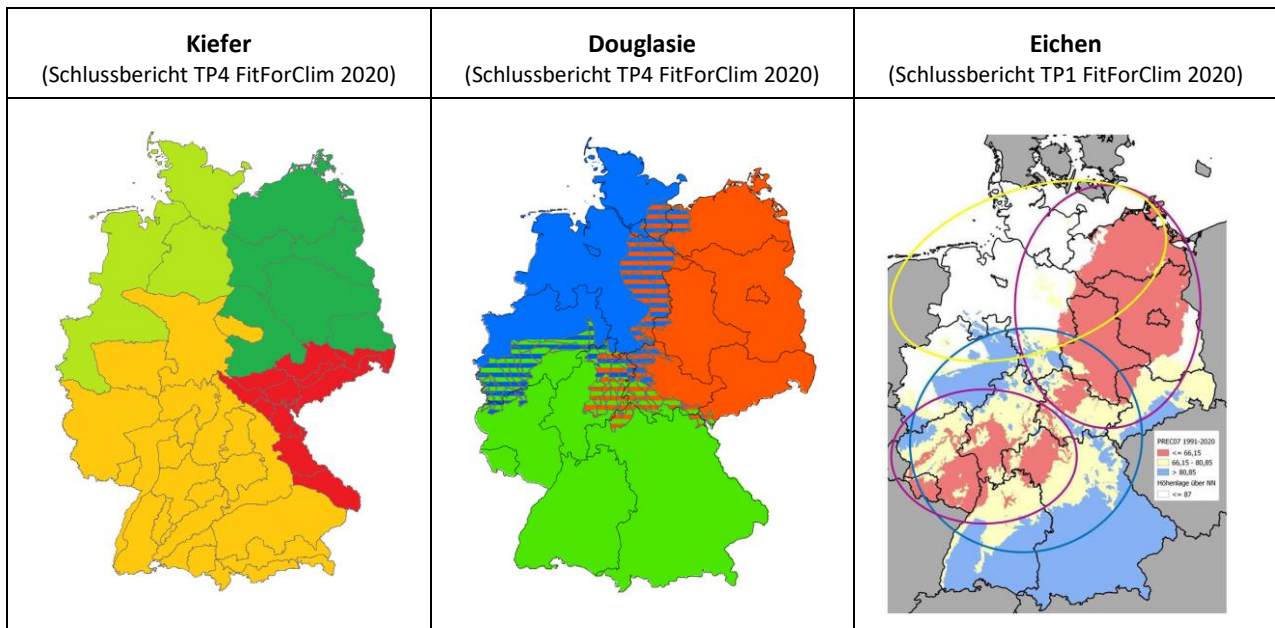 Kiefer
(Schlussbericht TP4 FitForClim 2020)
Douglasie
(Schlussbericht TP4 FitForClim 2020)
Eichen
(Schlussbericht TP1 FitForClim 2020)
PREC07 1991-2020
<= 66,15
66,15 - 80,85
> 80,85
Höhenlage über NN
<= 87